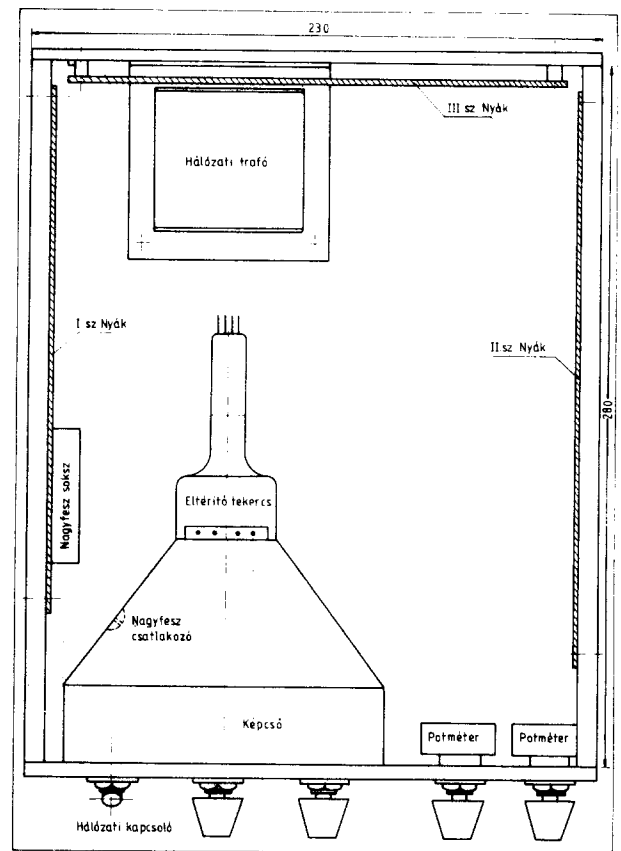 230
III sz Nyák
Hálózati trafó
I sz Nyák
II.sz Nyák
280
Nagyfesz soksz
Eltérítő tekercs
Nagyfesz
csatlakozó
Képcső
Potméter
Potméter
Hálózati kapcsoló